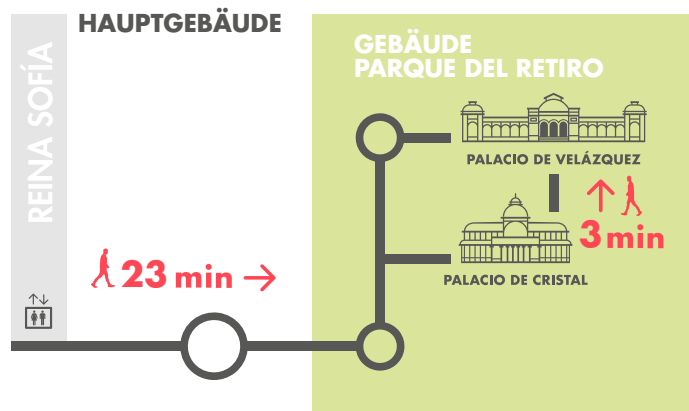 HAUPTGEBÄUDE
REINA SOFÍA
GEBÄUDE
PARQUE DEL RETIRO
PALACIO DE VELÁZQUEZ
3 min
23 min
PALACIO DE CRISTAL